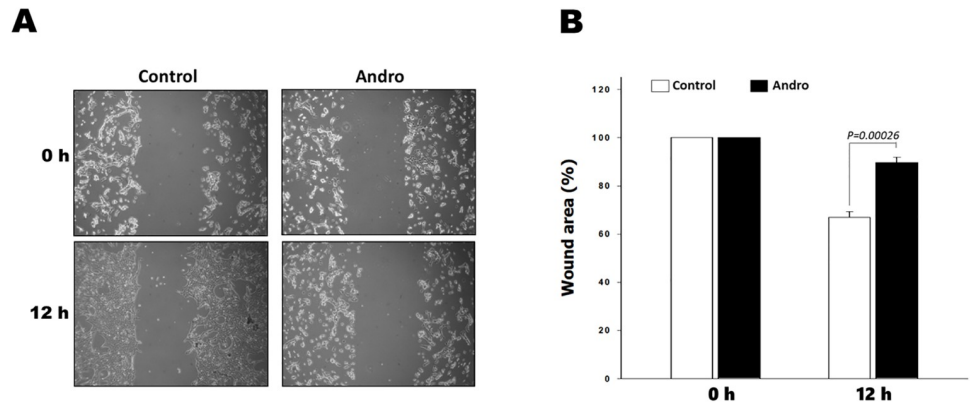 A
Control
Andro
0 h
12 h
B
Control
Andro
Wound area (%)
120
100
80
60
40
20
0
P=0.00026
0 h
12 h